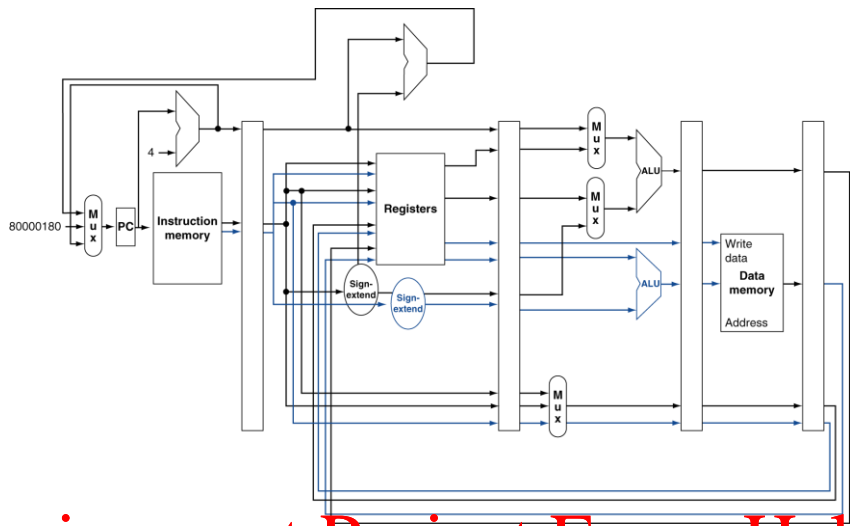 4
80000180
M
u
x
PC
Instruction
memory
Registers
Sign-
extend
Sign-
extend
M
u
x
M
u
x
ALU
ALU
M
u
x
Write
data
Data
memory
Address